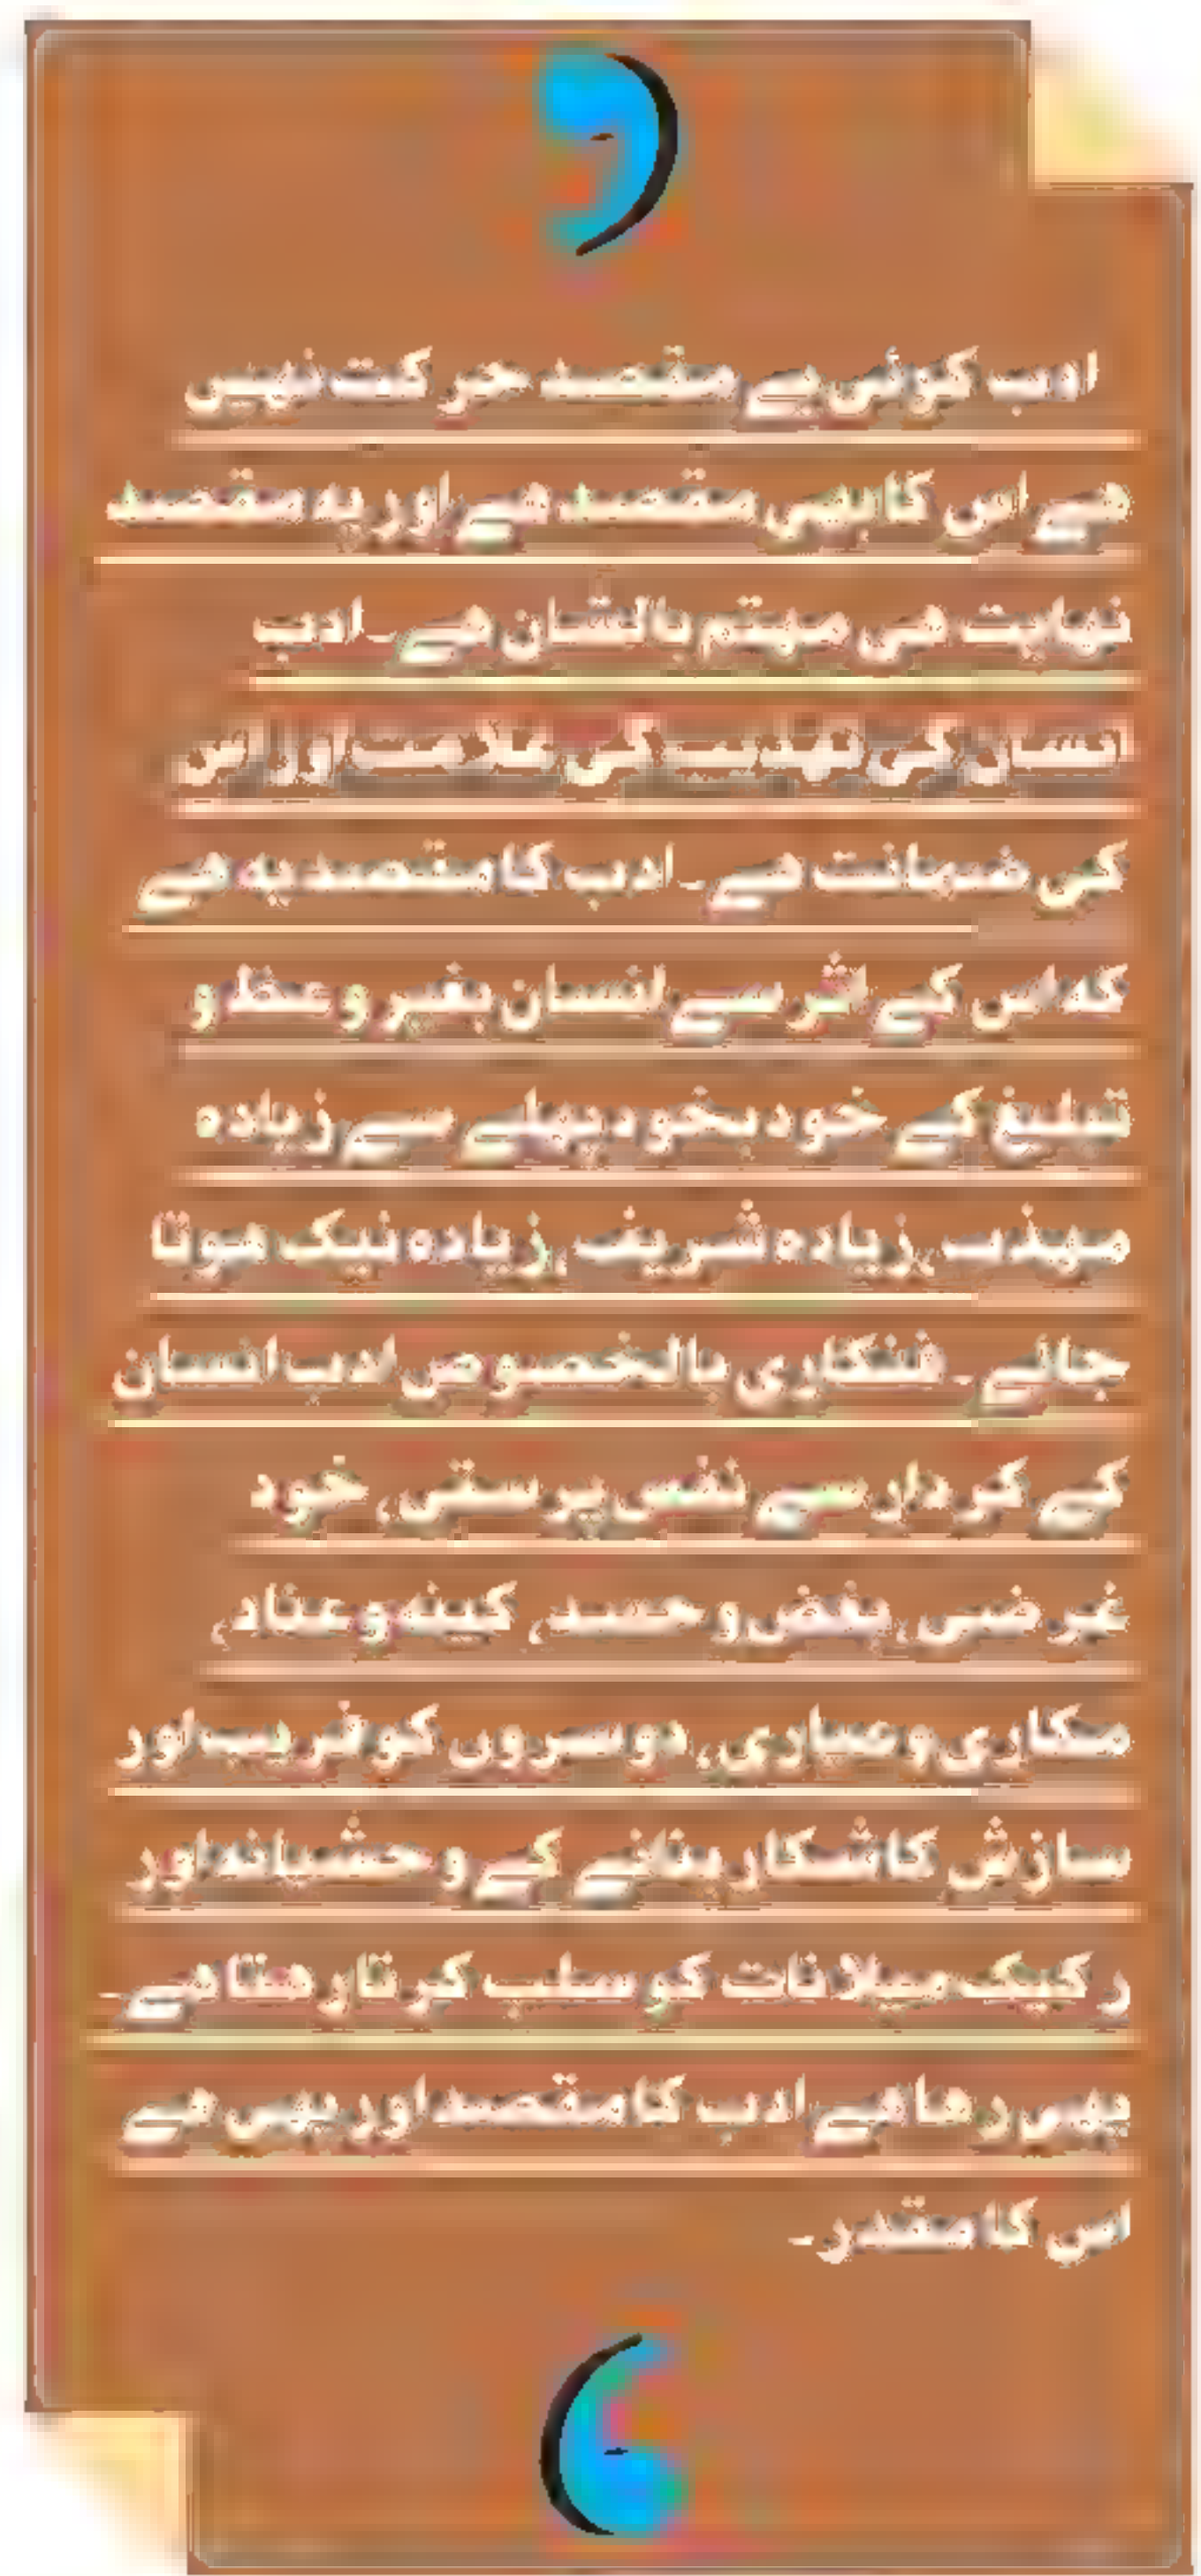 ادب کوئی بے مقصد حرکت نہیں
ہے اس کا بھی مقصد ہے اور یہ مقصد
نہایت ہی مہتم بالشان ہے۔ ادب
انسان کی تہذیب کی علامت اور اس
کی ضمانت ہے۔ ادب کا مقصد یہ ہے
کہ اس کے اثر سے انسان بغیر وعظ و
تبلیغ کے خود بخود پہلے سے زیادہ
مہذب، زیادہ شریف، زیادہ نیک ہوتا
جائے۔ فنکاری بالخصوص ادب انسان
کے کردار سے نفس پرستی، خود
غرضی، بغض و حسد، کینہ و عناد،
مکاری و عیاری، دوسروں کو فریب اور
سازش کا شکار بنانے کے وحشیانہ اور
رکیک میلانات کو سلب کرتا رہتا ہے۔
یہی رہا ہے ادب کا مقصد اور یہی ہے
اس کا مقدر۔